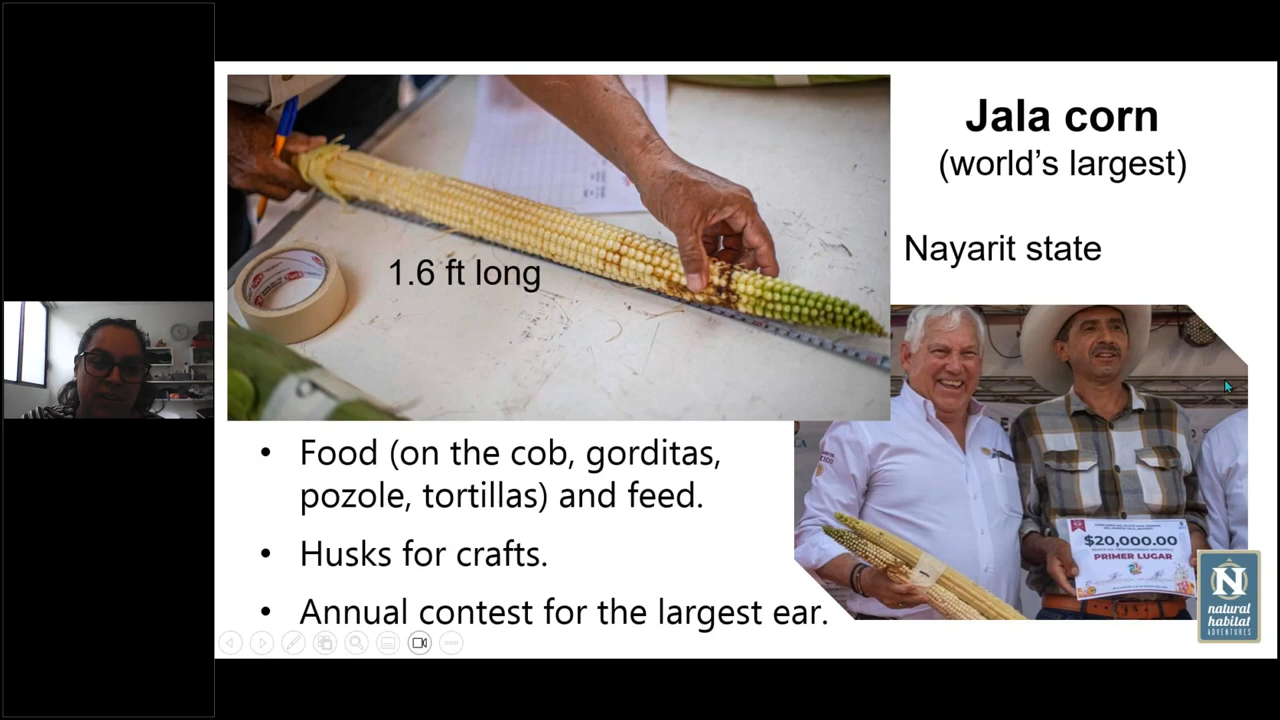 Jala corn
(world's largest)
Nayarit state
1.6 ft long
• Food (on the cob, gorditas,
pozole, tortillas) and feed.
• Husks for crafts.
• Annual contest for the largest ear.
$20,000.00
PRIMER LUGAR
N
natural
habitat
ADVENTURES